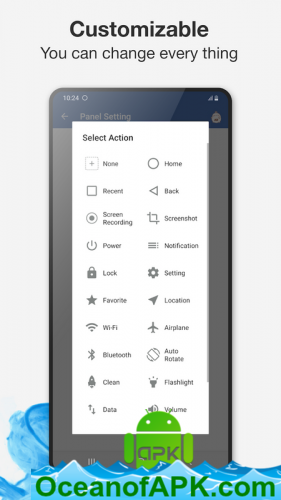 Customizable
You can change every thing
10:24
Panel Setting
Select Action
None
Home
Recent
Back
Screen
Recording
Screenshot
Power
Notification
Lock
Setting
Favorite
Location
Wi-Fi
Airplane
Bluetooth
Auto
Rotate
Clean
Flashlight
Data
Volume
APK
OceanofAPK.com